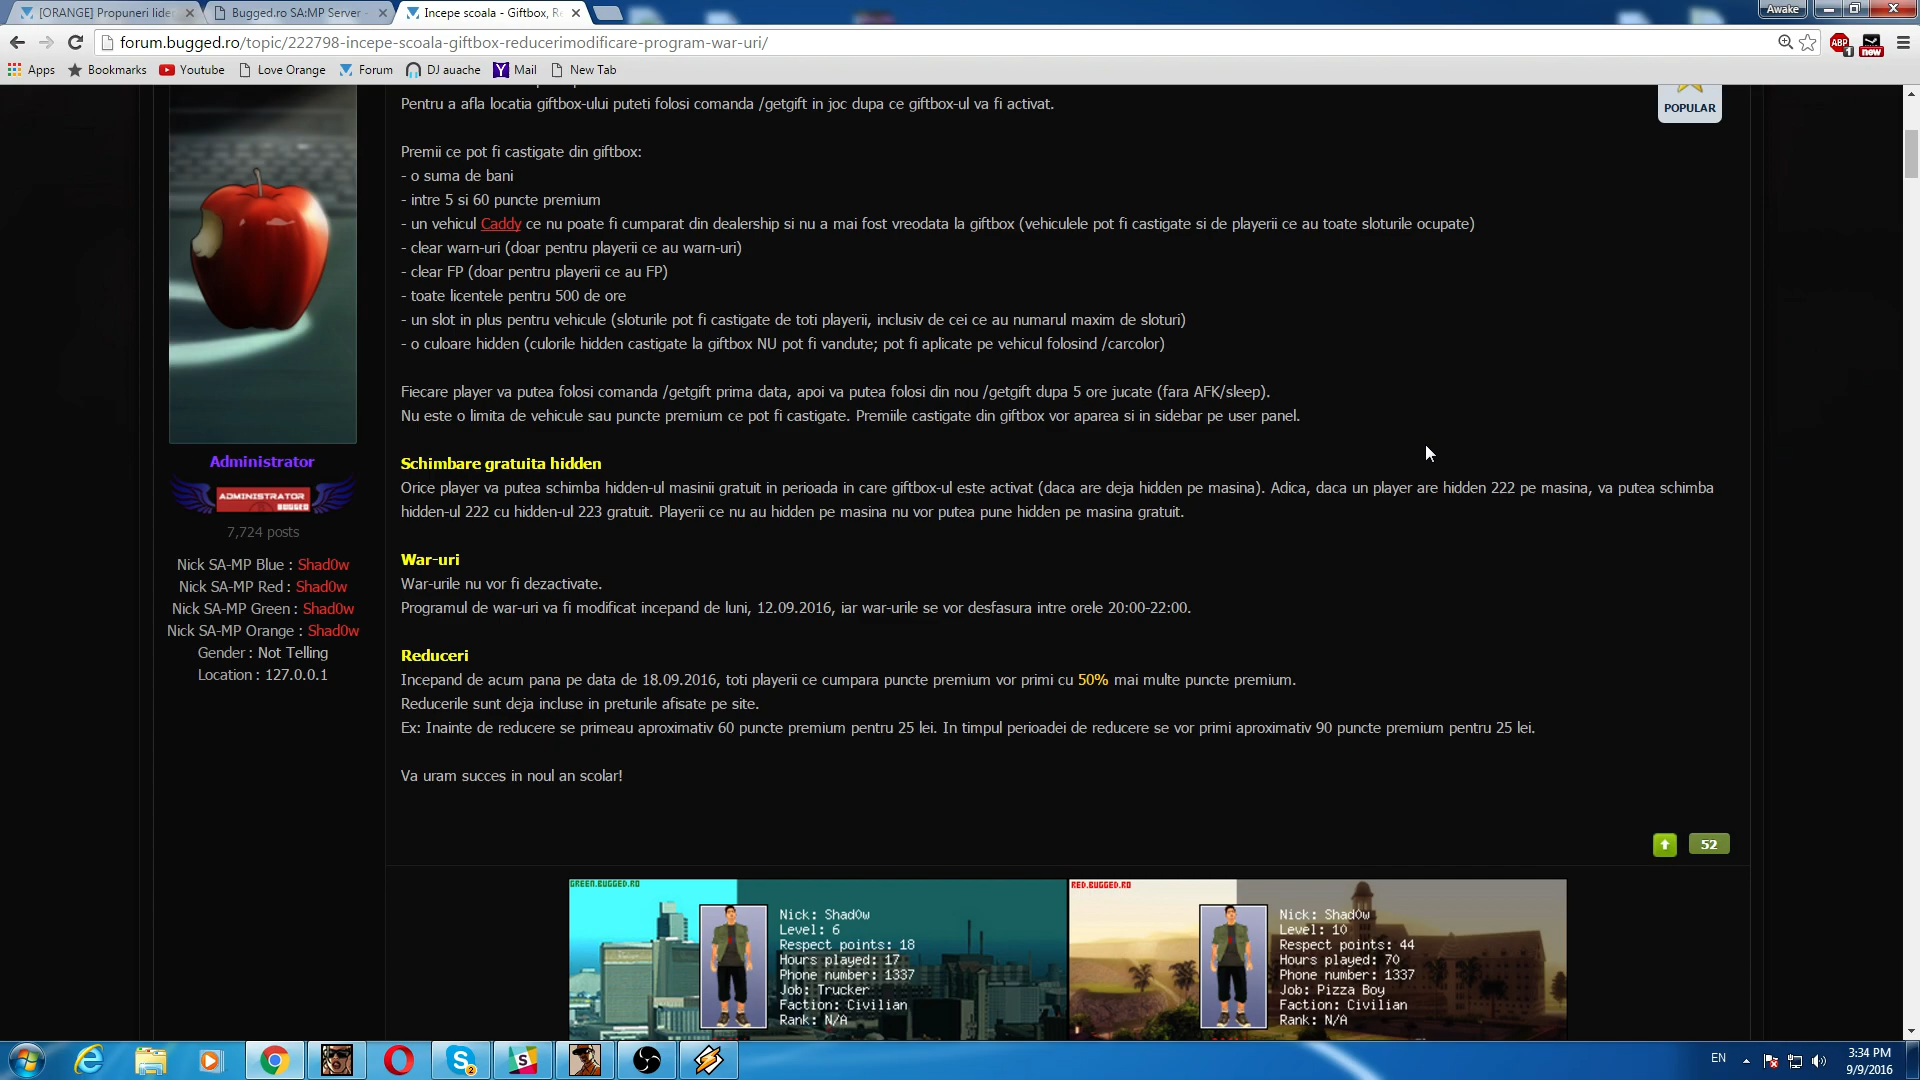 [ORANGE] Propuneri lide
Bugged.ro SA:MP Server -
Incepe scoala - Giftbox, Re
Awake
forum.bugged.ro/topic/222798-incepe-scoala-giftbox-reducerimodificare-program-war-uri/
ABP
1
new
Apps
Bookmarks
Youtube
Love Orange
Forum
DJ auache
Mail
New Tab
Pentru a afla locatia giftbox-ului puteti folosi comanda /getgift in joc dupa ce giftbox-ul va fi activat.
POPULAR
Premii ce pot fi castigate din giftbox:
- o suma de bani
- intre 5 si 60 puncte premium
- un vehicul Caddy ce nu poate fi cumparat din dealership si nu a mai fost vreodata la giftbox (vehiculele pot fi castigate si de playerii ce au toate sloturile ocupate)
- clear warn-uri (doar pentru playerii ce au warn-uri)
- clear FP (doar pentru playerii ce au FP)
- toate licentele pentru 500 de ore
- un slot in plus pentru vehicule (sloturile pot fi castigate de toti playerii, inclusiv de cei ce au numarul maxim de sloturi)
- o culoare hidden (culorile hidden castigate la giftbox NU pot fi vandute; pot fi aplicate pe vehicul folosind /carcolor)
Fiecare player va putea folosi comanda /getgift prima data, apoi va putea folosi din nou /getgift dupa 5 ore jucate (fara AFK/sleep).
Nu este o limita de vehicule sau puncte premium ce pot fi castigate. Premiile castigate din giftbox vor aparea si in sidebar pe user panel.
Schimbare gratuita hidden
Orice player va putea schimba hidden-ul masinii gratuit in perioada in care giftbox-ul este activat (daca are deja hidden pe masina). Adica, daca un player are hidden 222 pe masina, va putea schimba
hidden-ul 222 cu hidden-ul 223 gratuit. Playerii ce nu au hidden pe masina nu vor putea pune hidden pe masina gratuit.
War-uri
War-urile nu vor fi dezactivate.
Programul de war-uri va fi modificat incepand de luni, 12.09.2016, iar war-urile se vor desfasura intre orele 20:00-22:00.
Reduceri
Incepand de acum pana pe data de 18.09.2016, toti playerii ce cumpara puncte premium vor primi cu 50% mai multe puncte premium.
Reducerile sunt deja incluse in preturile afisate pe site.
Ex: Inainte de reducere se primeau aproximativ 60 puncte premium pentru 25 lei. In timpul perioadei de reducere se vor primi aproximativ 90 puncte premium pentru 25 lei.
Va uram succes in noul an scolar!
52
Administrator
ADMINISTRATOR
BUGGED
7,724 posts
Nick SA-MP Blue : Shad0w
Nick SA-MP Red : Shad0w
Nick SA-MP Green : Shad0w
Nick SA-MP Orange : Shad0w
Gender : Not Telling
Location : 127.0.0.1
GREEN.BUGGED.RO
Nick: Shad0w
Level: 6
Respect points: 18
Hours played: 17
Phone number: 1337
Job: Trucker
Faction: Civilian
Rank: N/A
RED.BUGGED.RO
Nick: Shad0w
Level: 10
Respect points: 44
Hours played: 70
Phone number: 1337
Job: Pizza Boy
Faction: Civilian
Rank: N/A
EN
3:34 PM
9/9/2016